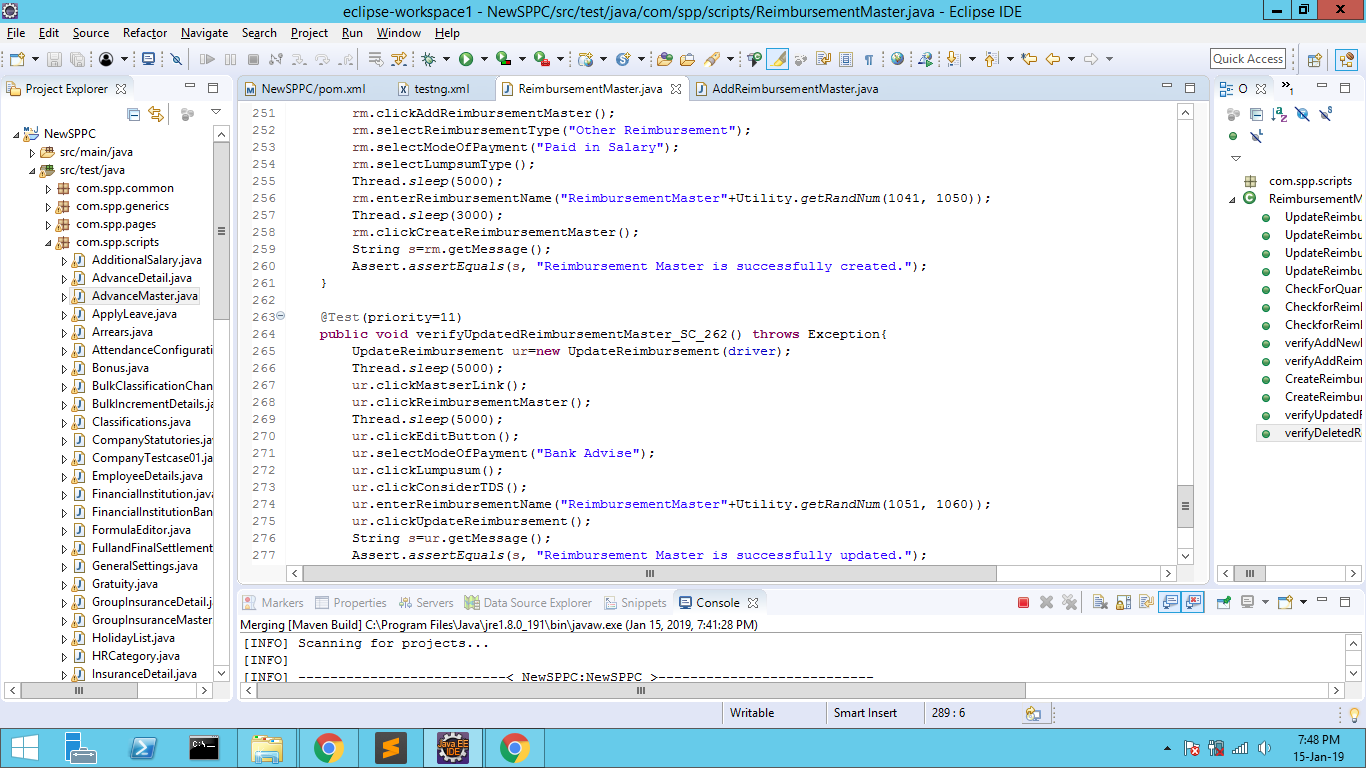 eclipse-workspace1 - NewSPPC/src/test/java/com/spp/scripts/ReimbursementMaster.java - Eclipse IDE
File Edit Source Refactor Navigate Search Project Run Window Help
Quick Access
Project Explorer
NewSPPC
src/main/java
src/test/java
com.spp.common
com.spp.generics
com.spp.pages
com.spp.scripts
AdditionalSalary.java
AdvanceDetail.java
AdvanceMaster.java
ApplyLeave.java
Arrears.java
AttendanceConfigurati
Bonus.java
BulkClassificationChan
BulkIncrementDetails.ja
Classifications.java
CompanyStatutories.jav
CompanyTestcase01.ja
EmployeeDetails.java
FinancialInstitution.java
FinancialInstitutionBan
FormulaEditor.java
FullandFinalSettlement
GeneralSettings.java
Gratuity.java
GroupInsuranceDetail.j
GroupInsuranceMaster
HolidayList.java
HRCategory.java
InsuranceDetail.java
NewSPPC/pom.xml testng.xml ReimbursementMaster.java AddReimbursementMaster.java
251 rm.clickAddReimbursementMaster();
252 rm.selectReimbursementType("Other Reimbursement");
253 rm.selectModeOfPayment("Paid in Salary");
254 rm.selectLumpsumType();
255 Thread.sleep(5000);
256 rm.enterReimbursementName("ReimbursementMaster"+Utility.getRandNum(1041, 1050));
257 Thread.sleep(3000);
258 rm.clickCreateReimbursementMaster();
259 String s=rm.getMessage();
260 Assert.assertEquals(s, "Reimbursement Master is successfully created.");
261 }
262
263 @Test(priority=11)
264 public void verifyUpdatedReimbursementMaster_SC_262() throws Exception{
265 UpdateReimbursement ur=new UpdateReimbursement(driver);
266 Thread.sleep(5000);
267 ur.clickMastserLink();
268 ur.clickReimbursementMaster();
269 Thread.sleep(5000);
270 ur.clickEditButton();
271 ur.selectModeOfPayment("Bank Advise");
272 ur.clickLumpusum();
273 ur.clickConsiderTDS();
274 ur.enterReimbursementName("ReimbursementMaster"+Utility.getRandNum(1051, 1060));
275 ur.clickUpdateReimbursement();
276 String s=ur.getMessage();
277 Assert.assertEquals(s, "Reimbursement Master is successfully updated.");
O
com.spp.scripts
ReimbursementM
UpdateReimbu
UpdateReimbu
UpdateReimbu
UpdateReimbu
CheckForQuar
CheckforReiml
CheckforReiml
verifyAddNewl
verifyAddReim
CreateReimbur
CreateReimbur
verifyUpdatedF
verifyDeletedR
Markers Properties Servers Data Source Explorer Snippets Console
Merging [Maven Build] C:\Program Files\Java\jre1.8.0_191\bin\javaw.exe (Jan 15, 2019, 7:41:28 PM)
[INFO] Scanning for projects...
[INFO]
[INFO] --------------------------< NewSPPC:NewSPPC >---------------------------
Writable Smart Insert 289 : 6
Java EE IDE
7:48 PM
15-Jan-19